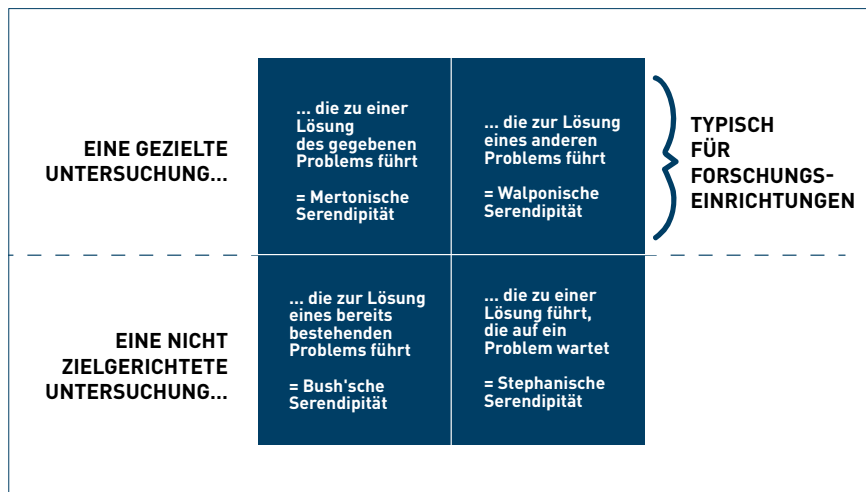 EINE GEZIELTE
UNTERSUCHUNG...
... die zu einer
Lösung
des gegebenen
Problems führt
= Mertonische
Serendipität
... die zur Lösung
eines anderen
Problems führt
= Walponische
Serendipität
TYPISCH
FÜR
FORSCHUNGS-
EINRICHTUNGEN
EINE NICHT
ZIELGERICHTETE
UNTERSUCHUNG...
... die zur Lösung
eines bereits
bestehenden
Problems führt
= Bush'sche
Serendipität
... die zu einer
Lösung führt,
die auf ein
Problem wartet
= Stephanische
Serendipität